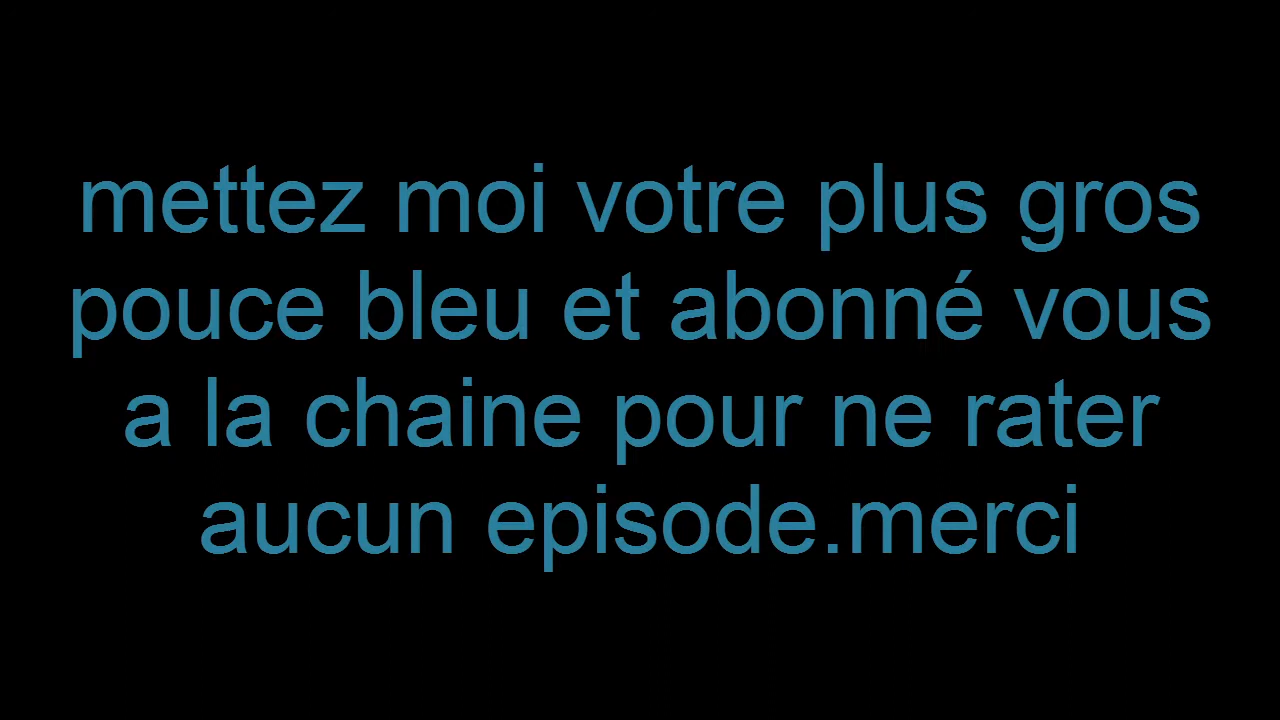 mettez moi votre plus gros
pouce bleu et abonné vous
a la chaine pour ne rater
aucun episode.merci